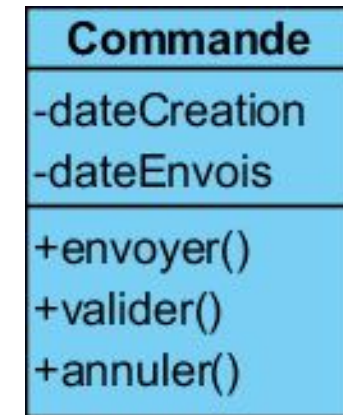 Commande
-dateCreation
-dateEnvois
+envoyer()
+valider()
+annuler()